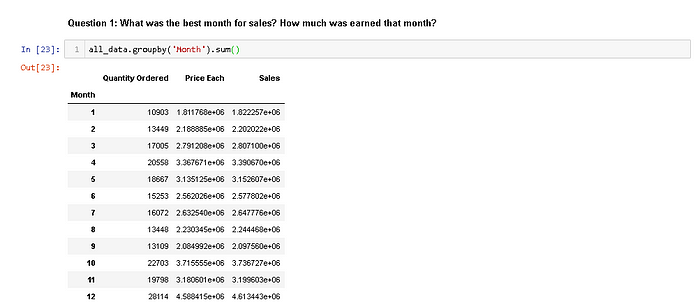 Question 1: What was the best month for sales? How much was earned that month?
In [23]: 1 all_data.groupby('Month').sum()
Out[23]:
Quantity Ordered Price Each Sales
Month
1 10903 1.811768e+06 1.822257e+06
2 13449 2.188885e+06 2.202022e+06
3 17005 2.791208e+06 2.807100e+06
4 20558 3.367671e+06 3.390670e+06
5 18667 3.135125e+06 3.152607e+06
6 15253 2.562026e+06 2.577802e+06
7 16072 2.632540e+06 2.647776e+06
8 13448 2.230345e+06 2.244468e+06
9 13109 2.084992e+06 2.097560e+06
10 22703 3.715555e+06 3.736727e+06
11 19798 3.180601e+06 3.199603e+06
12 28114 4.588415e+06 4.613443e+06